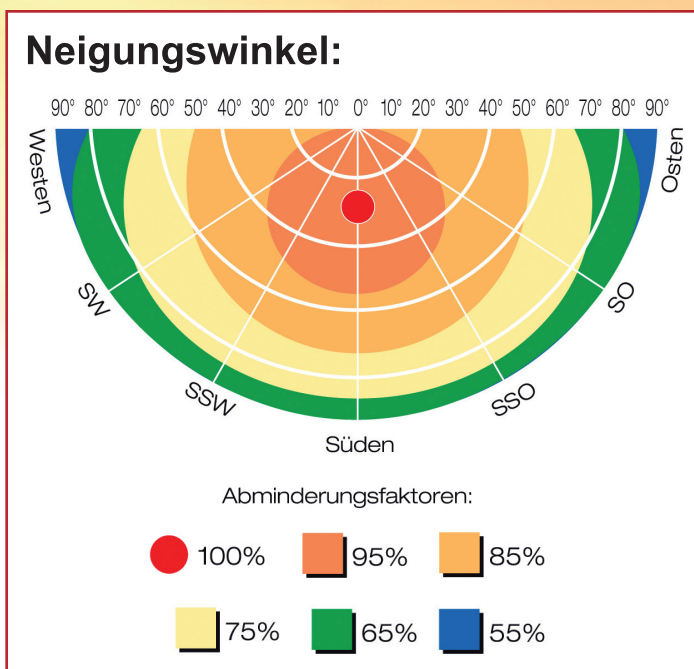 Neigungswinkel:
90° 80° 70° 60° 50° 40° 30° 20° 10° 0° 10° 20° 30° 40° 50° 60° 70° 80° 90°
Westen
Osten
SW
SO
SSW
SSO
Süden
Abminderungsfaktoren:
100% 95% 85%
75% 65% 55%